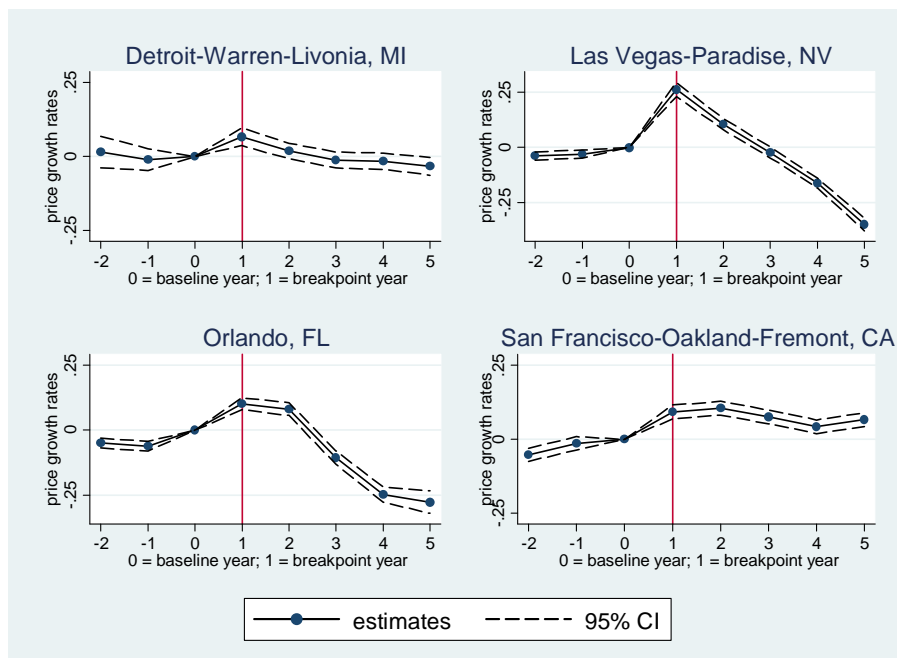 Detroit-Warren-Livonia, MI
price growth rates
.25
0
-.25
-2 -1 0 1 2 3 4 5
0 = baseline year; 1 = breakpoint year
Las Vegas-Paradise, NV
price growth rates
.25
0
-.25
-2 -1 0 1 2 3 4 5
0 = baseline year; 1 = breakpoint year
Orlando, FL
price growth rates
.25
0
-.25
-2 -1 0 1 2 3 4 5
0 = baseline year; 1 = breakpoint year
San Francisco-Oakland-Fremont, CA
price growth rates
.25
0
-.25
-2 -1 0 1 2 3 4 5
0 = baseline year; 1 = breakpoint year
estimates 95% CI